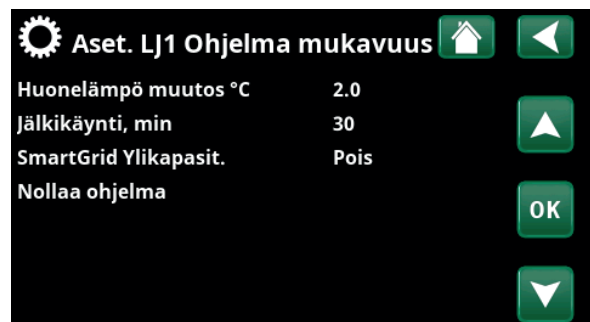 Aset. LJ1 Ohjelma mukavuus
Huonelämpö muutos °C 2.0
Jälkikäynti, min 30
SmartGrid Ylikapasit. Pois
Nollaa ohjelma
OK